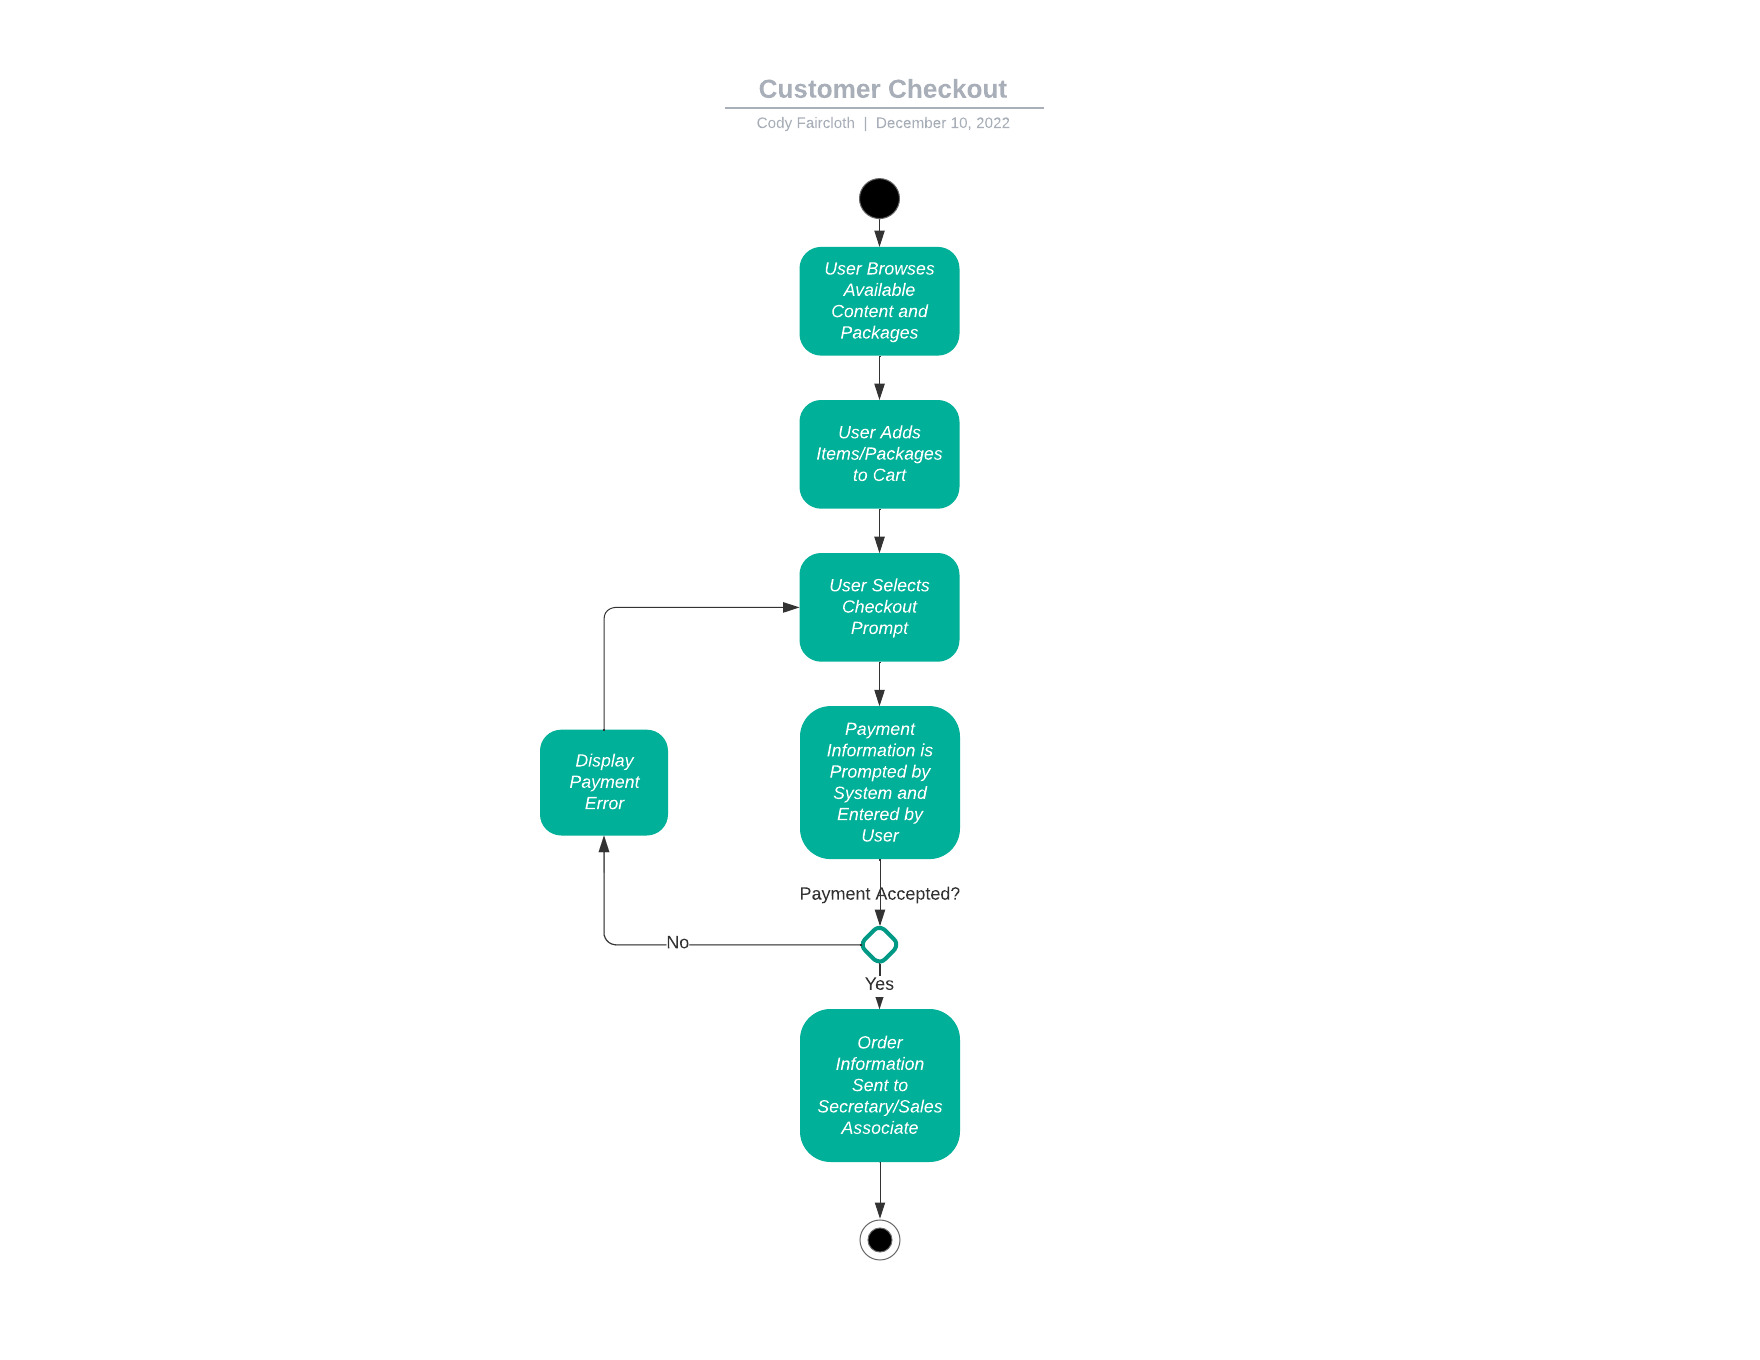 Customer Checkout
Cody Faircloth | December 10, 2022
User Browses
Available
Content and
Packages
User Adds
Items/Packages
to Cart
User Selects
Checkout
Prompt
Payment
Information is
Prompted by
System and
Entered by
User
Display
Payment
Error
Payment Accepted?
No
Yes
Order
Information
Sent to
Secretary/Sales
Associate